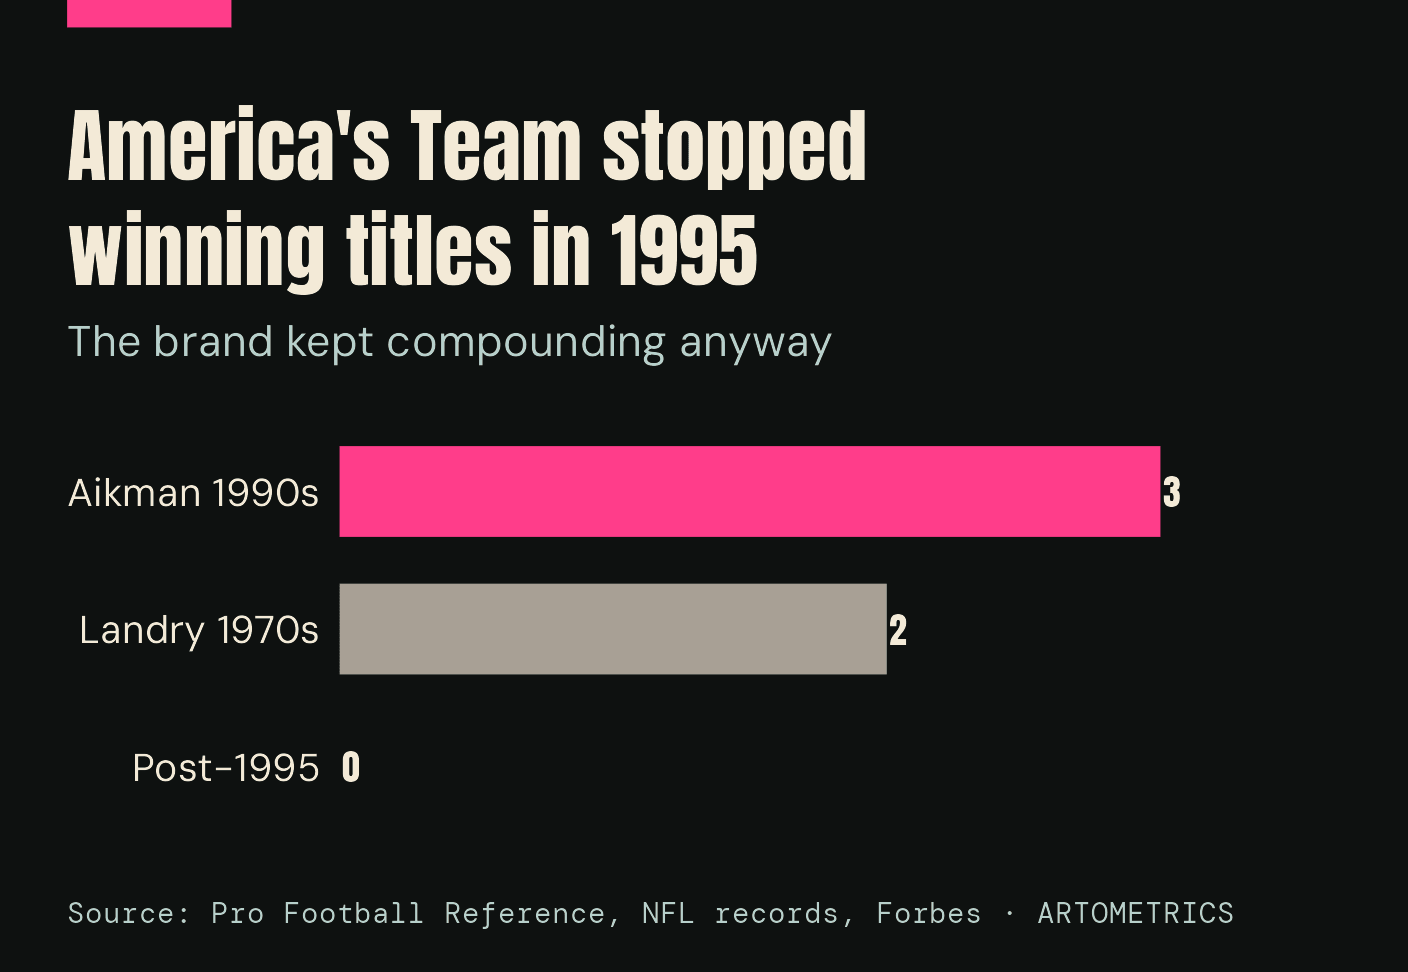 America's Team stopped
winning titles in 1995
The brand kept compounding anyway
Aikman 1990s 3
Landry 1970s 2
Post-1995 0
Source: Pro Football Reference, NFL records, Forbes · ARTOMETRICS